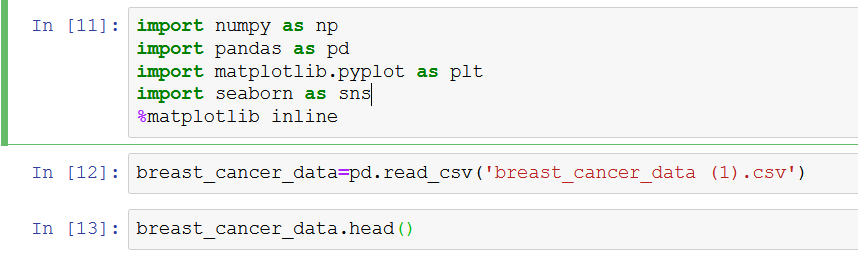 In [11]: import numpy as np
import pandas as pd
import matplotlib.pyplot as plt
import seaborn as sns
%matplotlib inline
In [12]: breast_cancer_data=pd.read_csv('breast_cancer_data (1).csv')
In [13]: breast_cancer_data.head()